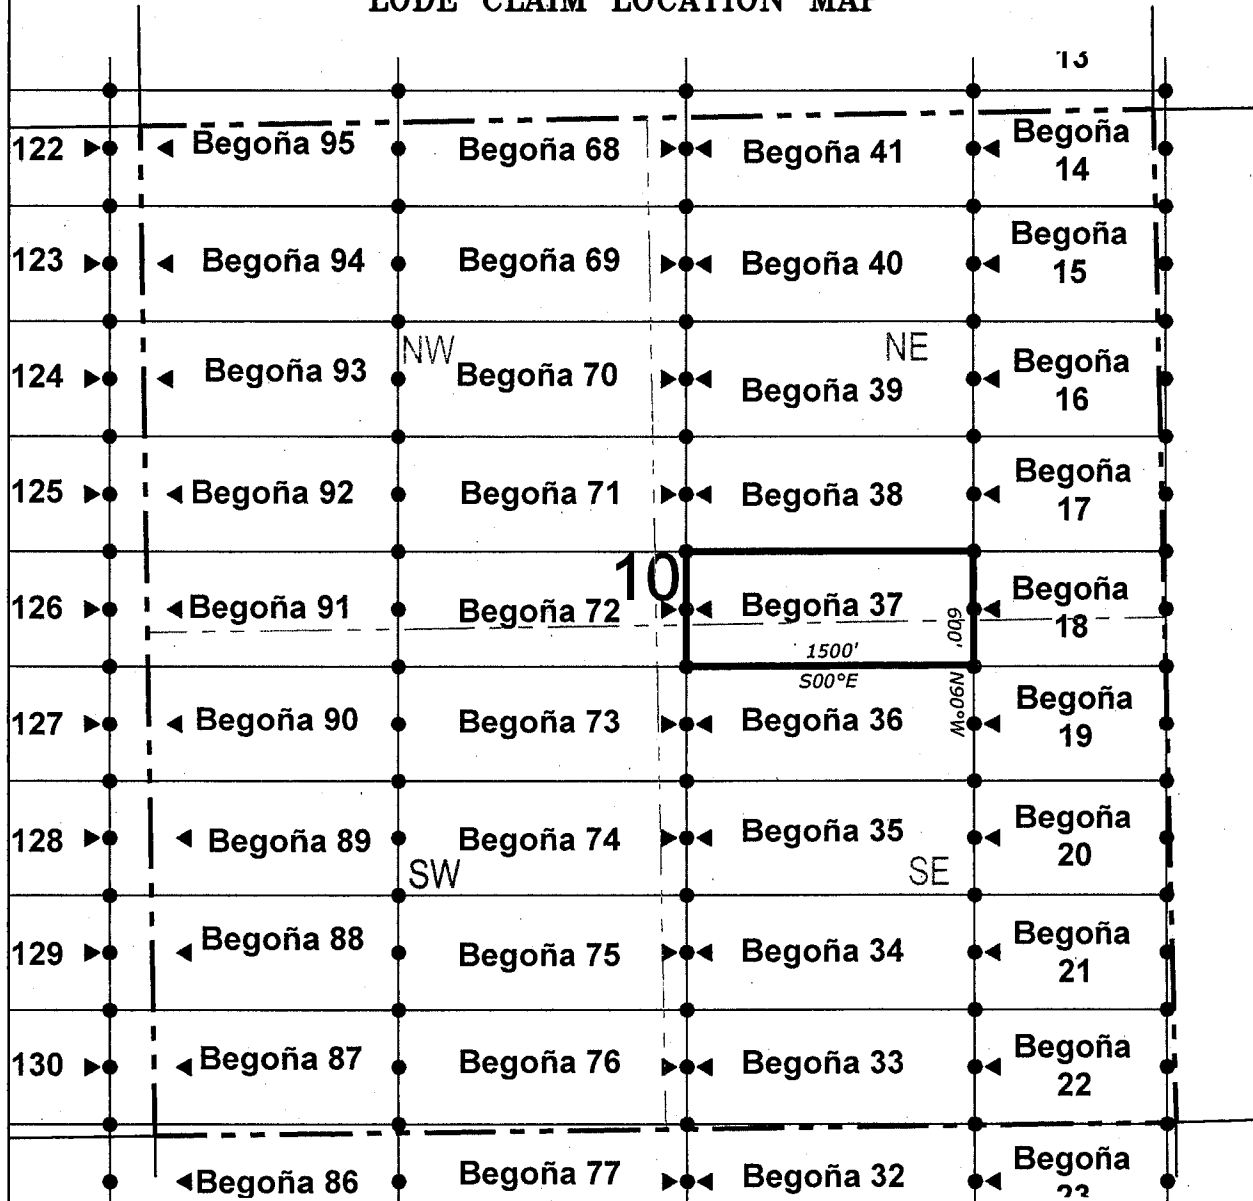 LODE CLAIM LOCATION MAP
13
122 Begoña 95 Begoña 68 Begoña 41 Begoña
14
123 Begoña 94 Begoña 69 Begoña 40 Begoña
15
NW NE
124 Begoña 93 Begoña 70 Begoña 39 Begoña
16
125 Begoña 92 Begoña 71 Begoña 38 Begoña
17
10
126 Begoña 91 Begoña 72 Begoña 37 600' Begoña
18
1500'
S00°E N90°W
127 Begoña 90 Begoña 73 Begoña 36 Begoña
19
128 Begoña 89 Begoña 74 Begoña 35 Begoña
20
SW SE
129 Begoña 88 Begoña 75 Begoña 34 Begoña
21
130 Begoña 87 Begoña 76 Begoña 33 Begoña
22
Begoña 86 Begoña 77 Begoña 32 Begoña
23